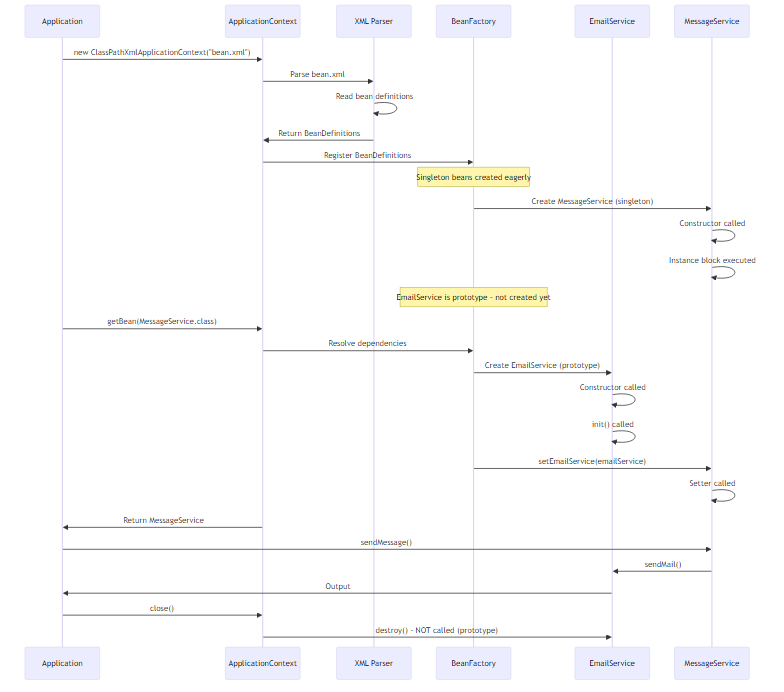 Application ApplicationContext XML Parser BeanFactory EmailService MessageService
new ClassPathXmlApplicationContext("bean.xml")
Parse bean.xml
Read bean definitions
Return BeanDefinitions
Register BeanDefinitions
Singleton beans created eagerly
Create MessageService (singleton)
Constructor called
Instance block executed
EmailService is prototype - not created yet
getBean(MessageService.class)
Resolve dependencies
Create EmailService (prototype)
Constructor called
init() called
setEmailService(emailService)
Setter called
Return MessageService
sendMessage()
sendMail()
Output
close()
destroy() - NOT called (prototype)
Application ApplicationContext XML Parser BeanFactory EmailService MessageService